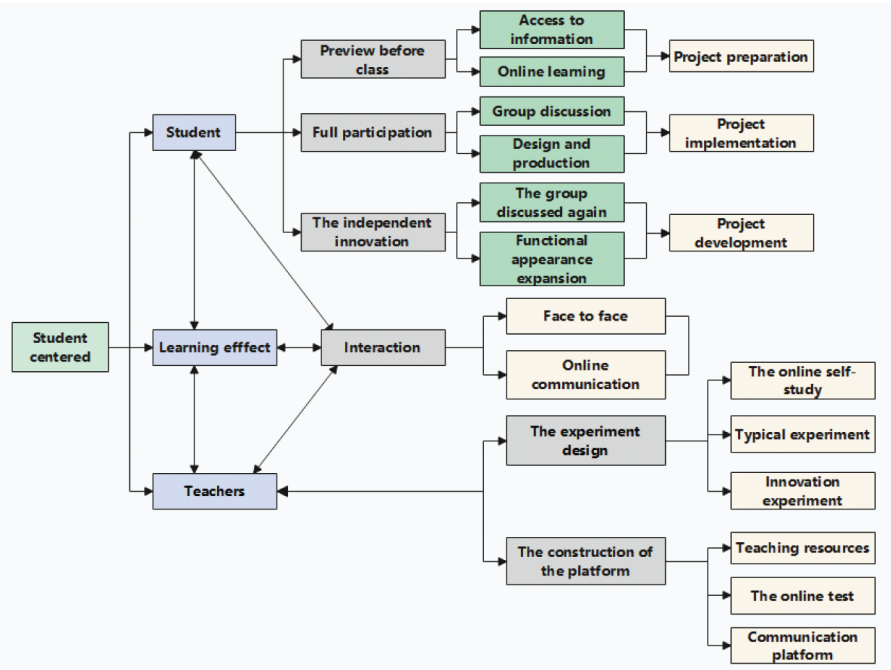 Access to
information
Preview before
class
Online learning
Project preparation
Student
Full participation
Group discussion
Design and
production
Project
implementation
The independent
innovation
The group
discussed again
Functional
appearance
expansion
Project
development
Student
centered
Learning efffect
Interaction
Face to face
Online
communication
Teachers
The experiment
design
The online self-
study
Typical experiment
Innovation
experiment
The construction of
the platform
Teaching resources
The online test
Communication
platform